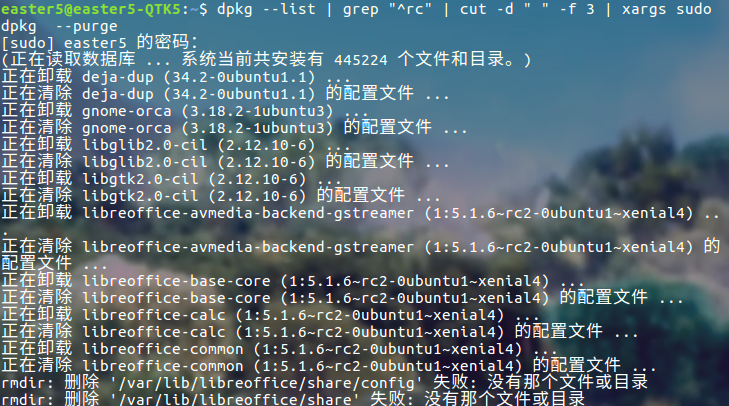 easter5@easter5-QTK5:~$ dpkg --list | grep "^rc" | cut -d " " -f 3 | xargs sudo
dpkg  --purge
[sudo] easter5 的密码：
(正在读取数据库 ... 系统当前共安装有 445224 个文件和目录。)
正在卸载 deja-dup (34.2-0ubuntu1.1) ...
正在清除 deja-dup (34.2-0ubuntu1.1) 的配置文件 ...
正在卸载 gnome-orca (3.18.2-1ubuntu3) ...
正在清除 gnome-orca (3.18.2-1ubuntu3) 的配置文件 ...
正在卸载 libglib2.0-cil (2.12.10-6) ...
正在清除 libglib2.0-cil (2.12.10-6) 的配置文件 ...
正在卸载 libgtk2.0-cil (2.12.10-6) ...
正在清除 libgtk2.0-cil (2.12.10-6) 的配置文件 ...
正在卸载 libreoffice-avmedia-backend-gstreamer (1:5.1.6~rc2-0ubuntu1~xenial4) ..
.
正在清除 libreoffice-avmedia-backend-gstreamer (1:5.1.6~rc2-0ubuntu1~xenial4) 的
配置文件 ...
正在卸载 libreoffice-base-core (1:5.1.6~rc2-0ubuntu1~xenial4) ...
正在清除 libreoffice-base-core (1:5.1.6~rc2-0ubuntu1~xenial4) 的配置文件 ...
正在卸载 libreoffice-calc (1:5.1.6~rc2-0ubuntu1~xenial4) ...
正在清除 libreoffice-calc (1:5.1.6~rc2-0ubuntu1~xenial4) 的配置文件 ...
正在卸载 libreoffice-common (1:5.1.6~rc2-0ubuntu1~xenial4) ...
正在清除 libreoffice-common (1:5.1.6~rc2-0ubuntu1~xenial4) 的配置文件 ...
rmdir: 删除 '/var/lib/libreoffice/share/config' 失败: 没有那个文件或目录
rmdir: 删除 '/var/lib/libreoffice/share' 失败: 没有那个文件或目录